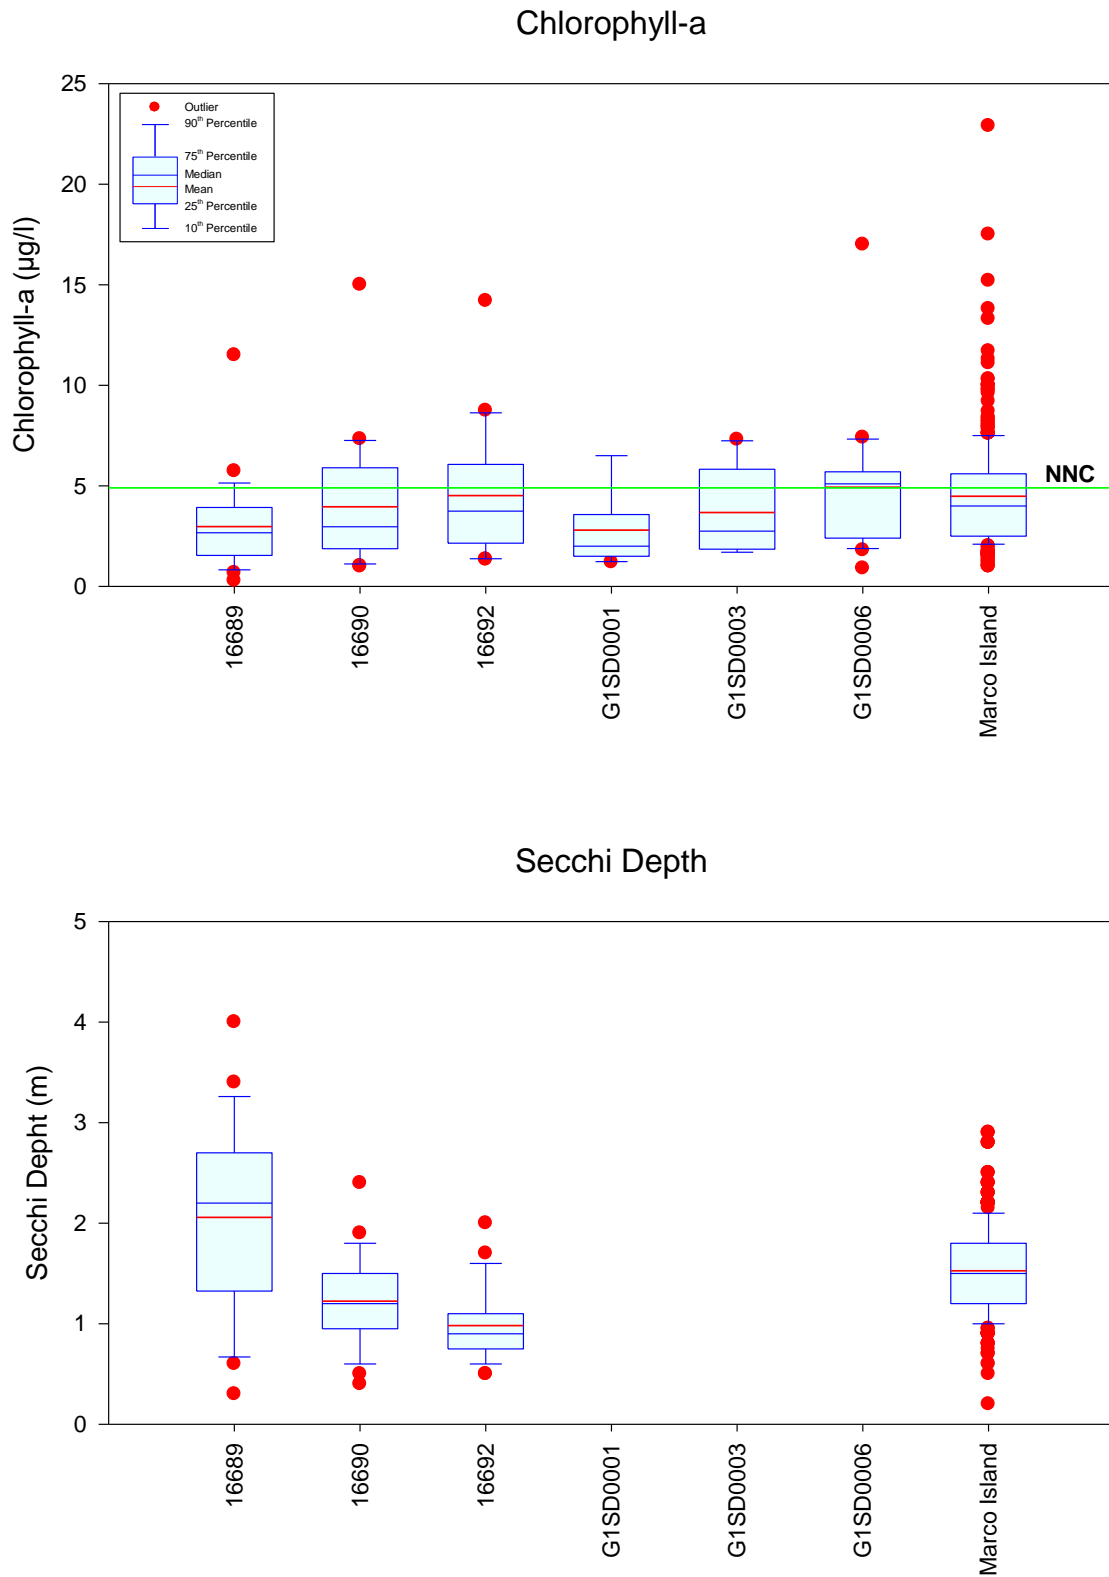 Chlorophyll-a
25
20
15
10
5
0
Chlorophyll-a (µg/l)
Outlier
90th Percentile
75th Percentile
Median
Mean
25th Percentile
10th Percentile
NNC
16689
16690
16692
G1SD0001
G1SD0003
G1SD0006
Marco Island
Secchi Depth
5
4
3
2
1
0
Secchi Depht (m)
16689
16690
16692
G1SD0001
G1SD0003
G1SD0006
Marco Island